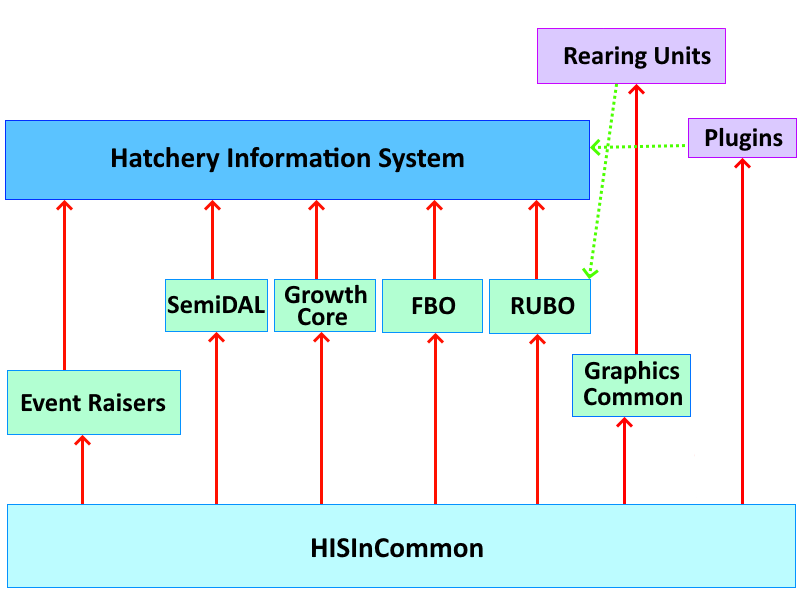 Rearing Units
Plugins
Hatchery Information System
SemiDAL
Growth
Core
FBO
RUBO
Graphics
Common
Event Raisers
HISInCommon